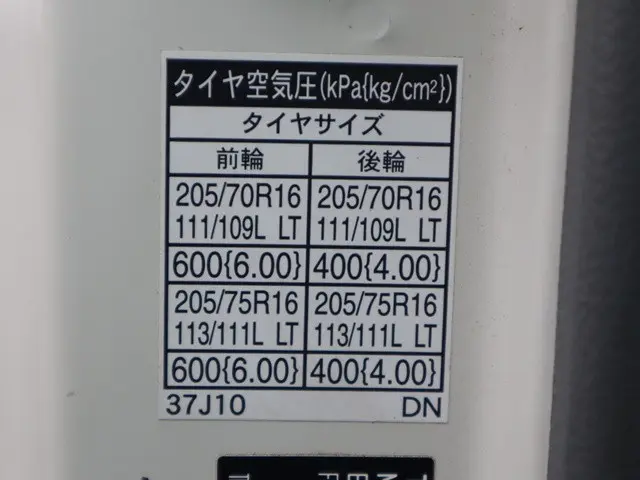 タイヤ空気圧(kPa{kg/cm²})
タイヤサイズ
前輪 後輪
205/70R16 205/70R16
111/109L LT 111/109L LT
600{6.00} 400{4.00}
205/75R16 205/75R16
113/111L LT 113/111L LT
600{6.00} 400{4.00}
37J10 DN